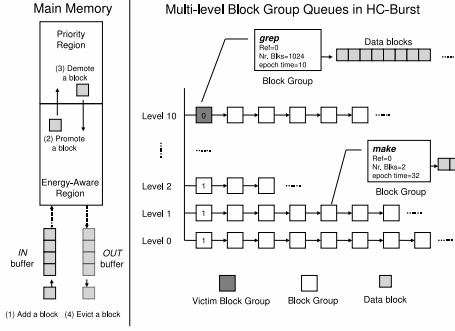 Main Memory
Multi-level Block Group Queues in HC-Burst
Priority
Region
(3) Demote
a block
(2) Promote
a block
Energy-Aware
Region
IN
buffer
OUT
buffer
(1) Add a block
(4) Evict a block
grep
Ref=0
Nr. Blks=1024
epoch time=10
Block Group
Data blocks
Level 10
0
make
Ref=0
Nr. Blks=2
epoch time=32
Block Group
Level 2
1
Level 1
1
Level 0
1
Victim Block Group
Block Group
Data block